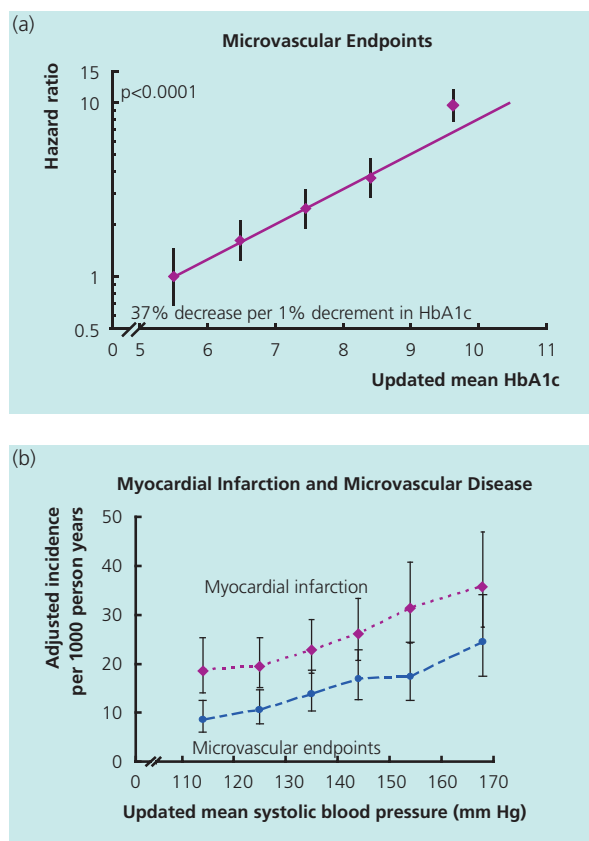 (a)
Microvascular Endpoints
Hazard ratio
15
10
1
0.5
p<0.0001
37% decrease per 1% decrement in HbA1c
0 5 6 7 8 9 10 11
Updated mean HbA1c
(b)
Myocardial Infarction and Microvascular Disease
Adjusted incidence
per 1000 person years
50
40
30
20
10
0
Myocardial infarction
Microvascular endpoints
0 110 120 130 140 150 160 170
Updated mean systolic blood pressure (mm Hg)